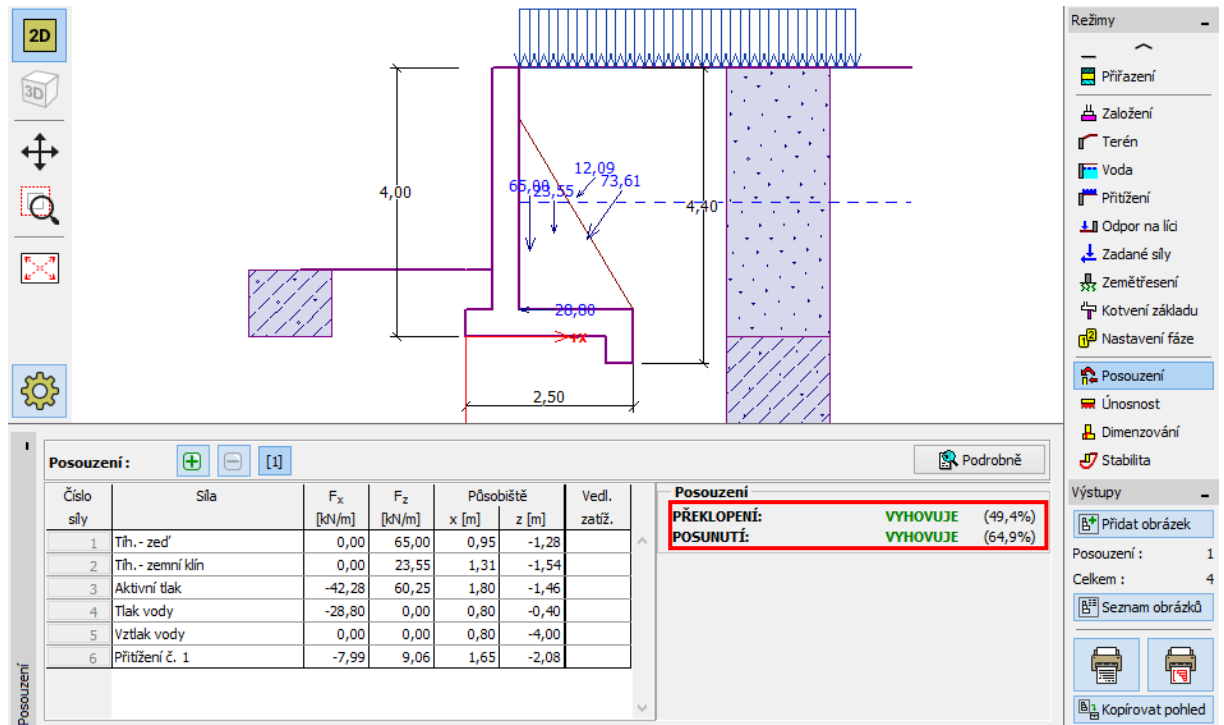 2D
3D
4,00
65,00
23,55
12,09
73,61
4,40
28,80
+x
2,50
Režimy
Přiřazení
Založení
Terén
Voda
Přitížení
Odpor na líci
Zadané síly
Zemětřesení
Kotvení základu
Nastavení fáze
Posouzení
Únosnost
Dimenzování
Stabilita
Výstupy
Přidat obrázek
Posouzení : 1
Celkem : 4
Seznam obrázků
Kopírovat pohled
Posouzení
Posouzení : [1] Podrobně
Číslo síly Síla Fx [kN/m] Fz [kN/m] Působiště x [m] z [m] Vedl. zatíž.
1 Tíh.- zeď 0,00 65,00 0,95 -1,28
2 Tíh.- zemní klín 0,00 23,55 1,31 -1,54
3 Aktivní tlak -42,28 60,25 1,80 -1,46
4 Tlak vody -28,80 0,00 0,80 -0,40
5 Vztlak vody 0,00 0,00 0,80 -4,00
6 Přitížení č. 1 -7,99 9,06 1,65 -2,08
Posouzení
PŘEKLOPENÍ: VYHOVUJE (49,4%)
POSUNUTÍ: VYHOVUJE (64,9%)